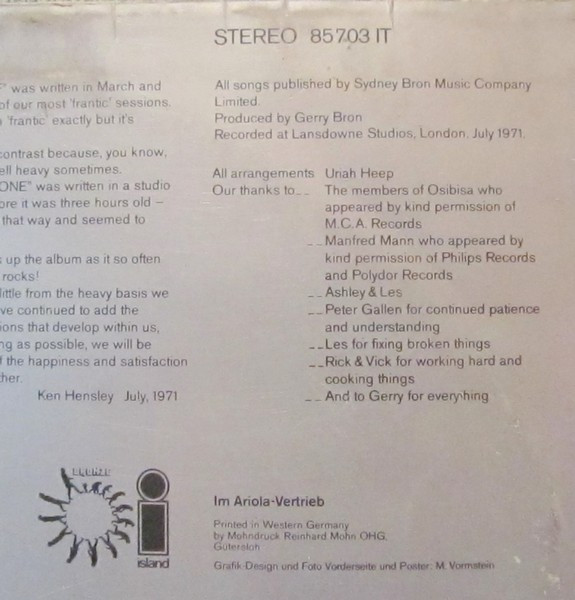 STEREO 85703 IT
" was written in March and
of our most 'frantic' sessions.
'frantic' exactly but it's
contrast because, you know,
ell heavy sometimes.
ONE" was written in a studio
ore it was three hours old –
that way and seemed to
up the album as it so often
rocks!
little from the heavy basis we
ve continued to add the
ions that develop within us,
ng as possible, we will be
f the happiness and satisfaction
her.
Ken Hensley July, 1971
All songs published by Sydney Bron Music Company
Limited.
Produced by Gerry Bron
Recorded at Lansdowne Studios, London. July 1971.
All arrangements Uriah Heep
Our thanks to__ The members of Osibisa who
appeared by kind permission of
M.C.A. Records
__Manfred Mann who appeared by
kind permission of Philips Records
and Polydor Records
__Ashley & Les
__Peter Gallen for continued patience
and understanding
__Les for fixing broken things
__Rick & Vick for working hard and
cooking things
__And to Gerry for everything
BRONZE
island
Im Ariola-Vertrieb
Printed in Western Germany
by Mohndruck Reinhard Mohn OHG,
Gütersloh
Grafik-Design und Foto Vorderseite und Poster: M. Vormstein